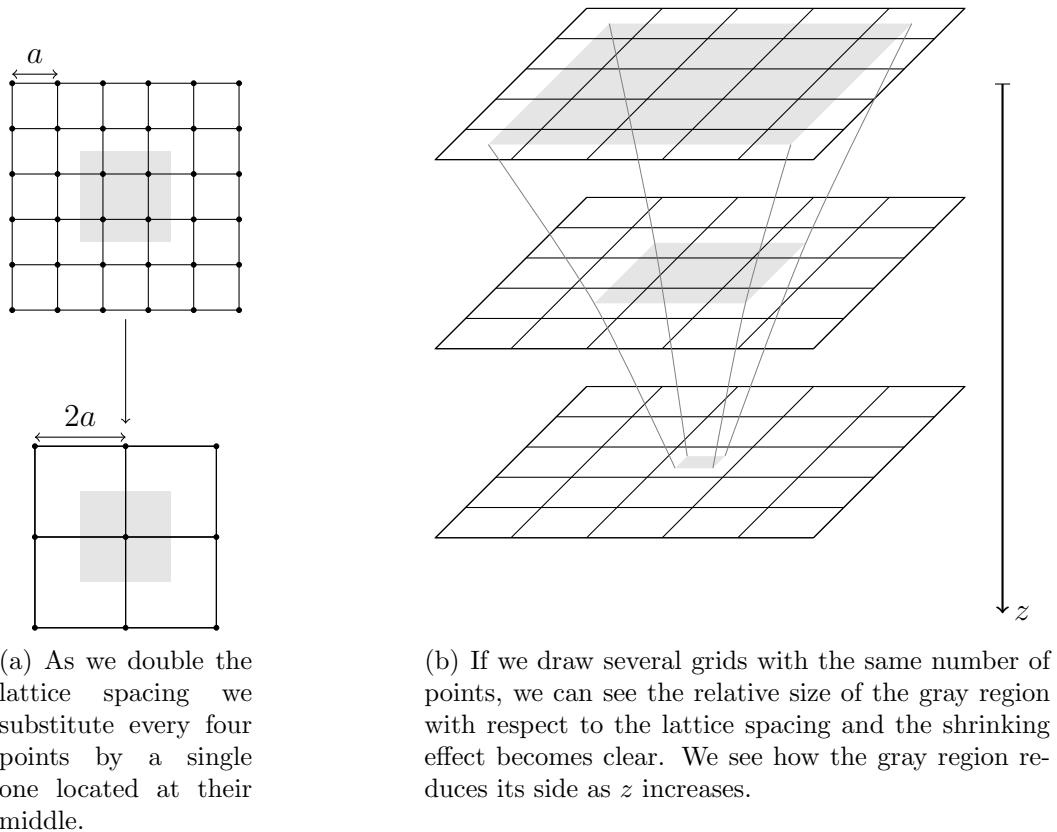 a
2a
z
(a) As we double the
lattice spacing we
substitute every four
points by a single
one located at their
middle.
(b) If we draw several grids with the same number of
points, we can see the relative size of the gray region
with respect to the lattice spacing and the shrinking
effect becomes clear. We see how the gray region re-
duces its side as z increases.